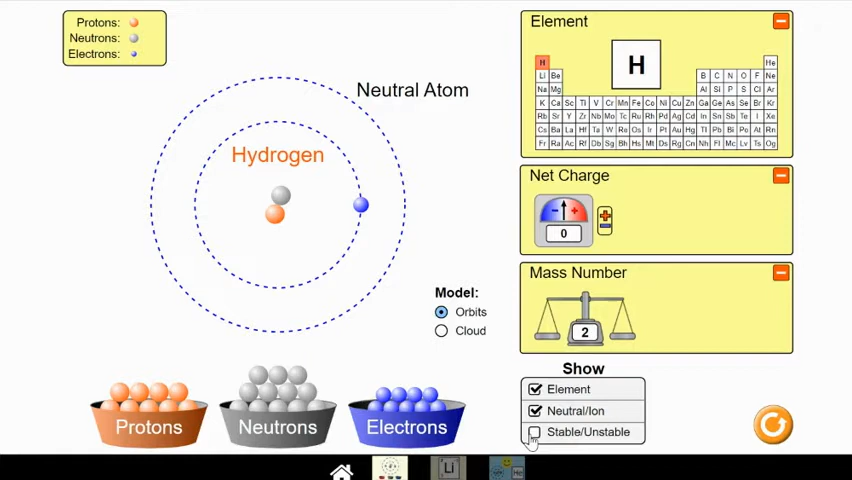 Protons:
Neutrons:
Electrons:
Neutral Atom
Hydrogen
Element
H
H He
Li Be B C N O F Ne
Na Mg Al Si P S Cl Ar
K Ca Sc Ti V Cr Mn Fe Co Ni Cu Zn Ga Ge As Se Br Kr
Rb Sr Y Zr Nb Mo Tc Ru Rh Pd Ag Cd In Sn Sb Te I Xe
Cs Ba La Hf Ta W Re Os Ir Pt Au Hg Tl Pb Bi Po At Rn
Fr Ra Ac Rf Db Sg Bh Hs Mt Ds Rg Cn Nh Fl Mc Lv Ts Og
Net Charge
− +
0
Mass Number
2
Model:
Orbits
Cloud
Show
Element
Neutral/Ion
Stable/Unstable
Protons
Neutrons
Electrons
Li
He